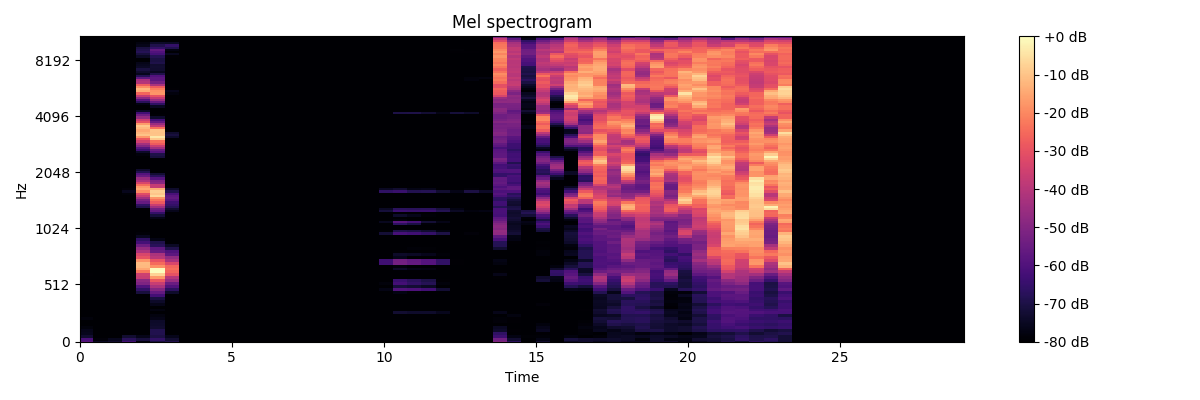 Mel spectrogram
+0 dB
8192
-10 dB
4096
-20 dB
-30 dB
Hz
2048
-40 dB
1024
-50 dB
-60 dB
512
-70 dB
0
-80 dB
0 5 10 15 20 25
Time